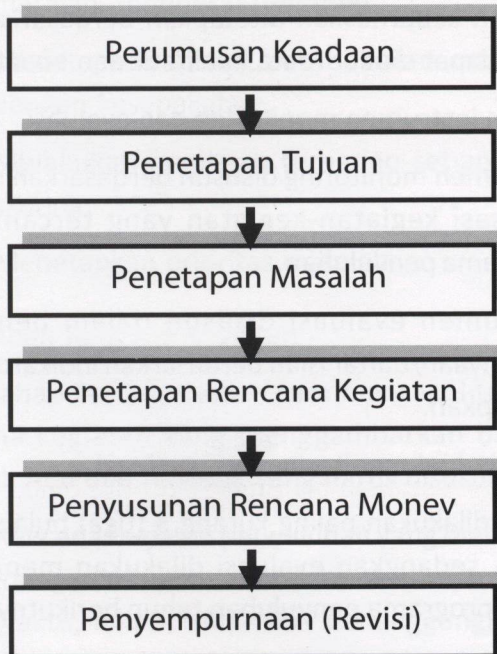 Perumusan Keadaan
Penetapan Tujuan
Penetapan Masalah
Penetapan Rencana Kegiatan
Penyusunan Rencana Monev
Penyempurnaan (Revisi)